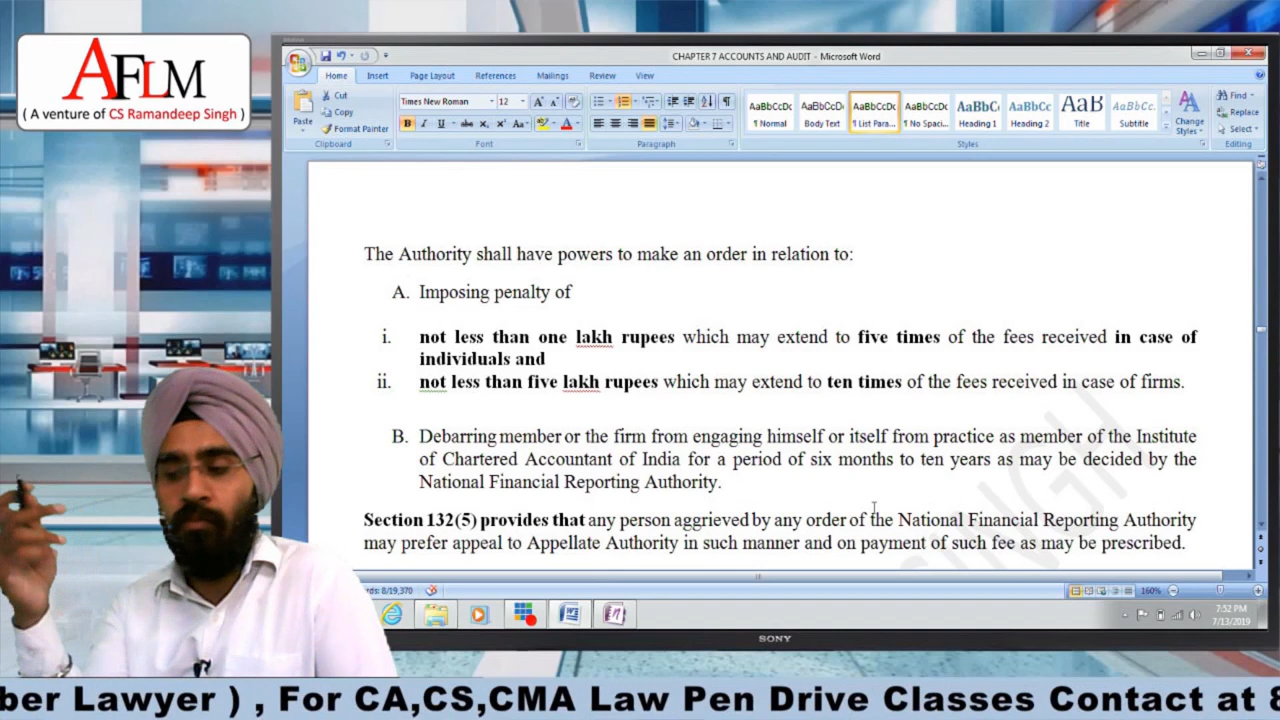 AFLM
( A venture of CS Ramandeep Singh )
CHAPTER 7 ACCOUNTS AND AUDIT - Microsoft Word
Home Insert Page Layout References Mailings Review View
Paste
Cut
Copy
Format Painter
Clipboard
Times New Roman 12
Font
Paragraph
AaBbCcDc AaBbCcDc AaBbCcDc AaBbCcDc AaBbC AaBbCc AaB AaBbCc.
¶ Normal Body Text ¶ List Para... ¶ No Spaci... Heading 1 Heading 2 Title Subtitle
Change Styles
Styles
Find
Replace
Select
Editing
The Authority shall have powers to make an order in relation to:
A. Imposing penalty of
i. not less than one lakh rupees which may extend to five times of the fees received in case of
individuals and
ii. not less than five lakh rupees which may extend to ten times of the fees received in case of firms.
B. Debarring member or the firm from engaging himself or itself from practice as member of the Institute
of Chartered Accountant of India for a period of six months to ten years as may be decided by the
National Financial Reporting Authority.
Section 132(5) provides that any person aggrieved by any order of the National Financial Reporting Authority
may prefer appeal to Appellate Authority in such manner and on payment of such fee as may be prescribed.
SINGH
rds: 8/19,370
160%
7:52 PM
7/13/2019
SONY
ber Lawyer ) , For CA,CS,CMA Law Pen Drive Classes Contact at 8